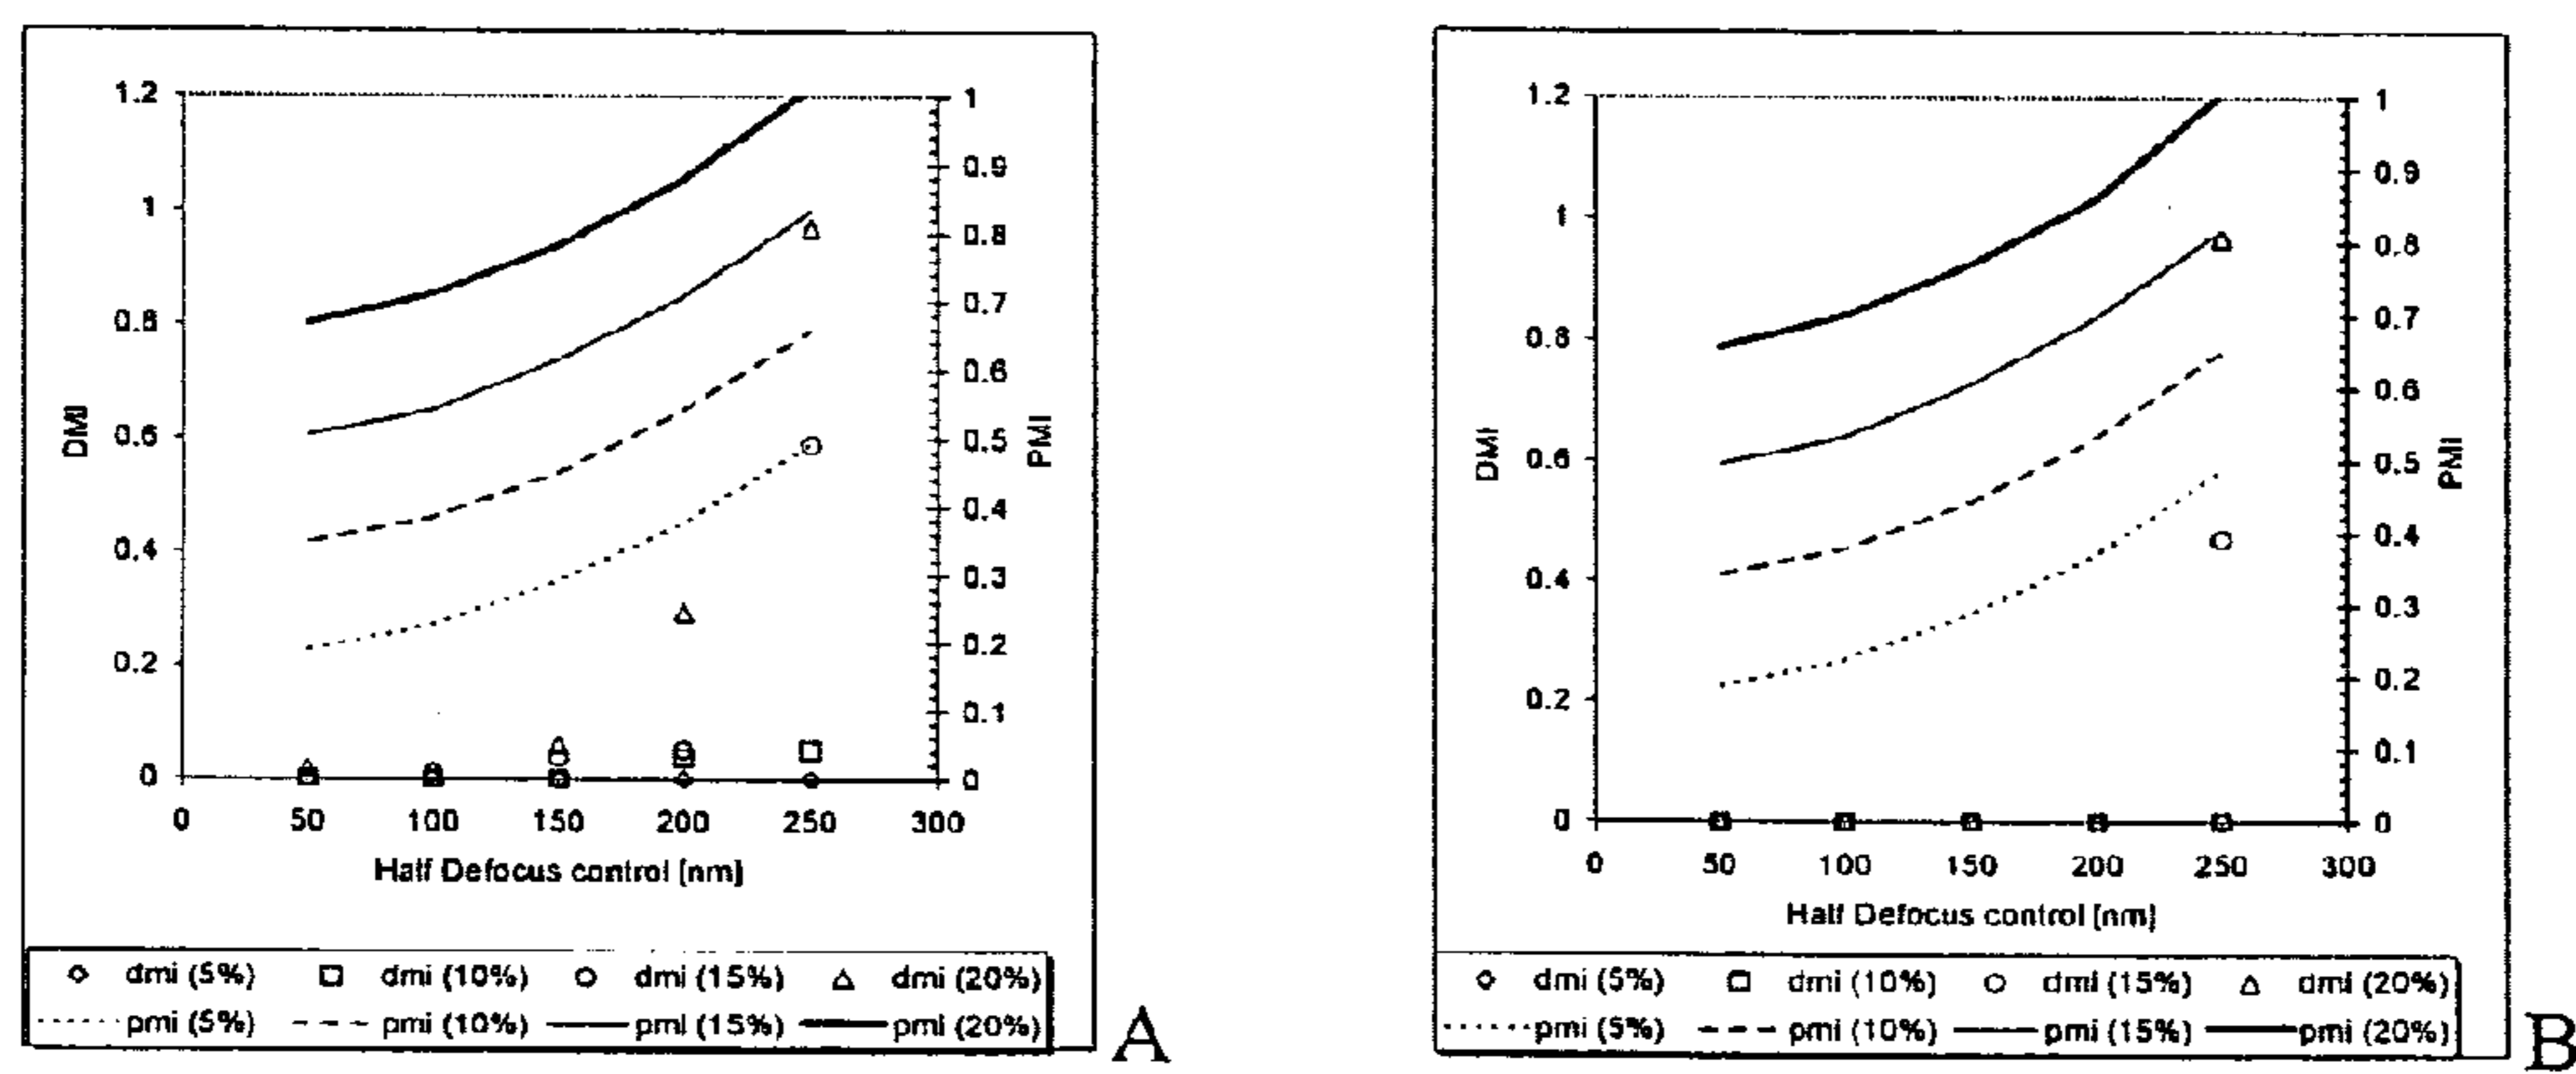 1.2
1
0.8
0.6
0.4
0.2
0
DMI
1
0.9
0.8
0.7
0.6
0.5
0.4
0.3
0.2
0.1
0
PMI
0 50 100 150 200 250 300
Half Defocus control [nm]
dmi (5%) dmi (10%) dmi (15%) dmi (20%)
pmi (5%) pmi (10%) pmi (15%) pmi (20%)
A
1.2
1
0.8
0.6
0.4
0.2
0
DMI
1
0.9
0.8
0.7
0.6
0.5
0.4
0.3
0.2
0.1
0
PMI
0 50 100 150 200 250 300
Half Defocus control [nm]
dmi (5%) dmi (10%) dmi (15%) dmi (20%)
pmi (5%) pmi (10%) pmi (15%) pmi (20%)
B